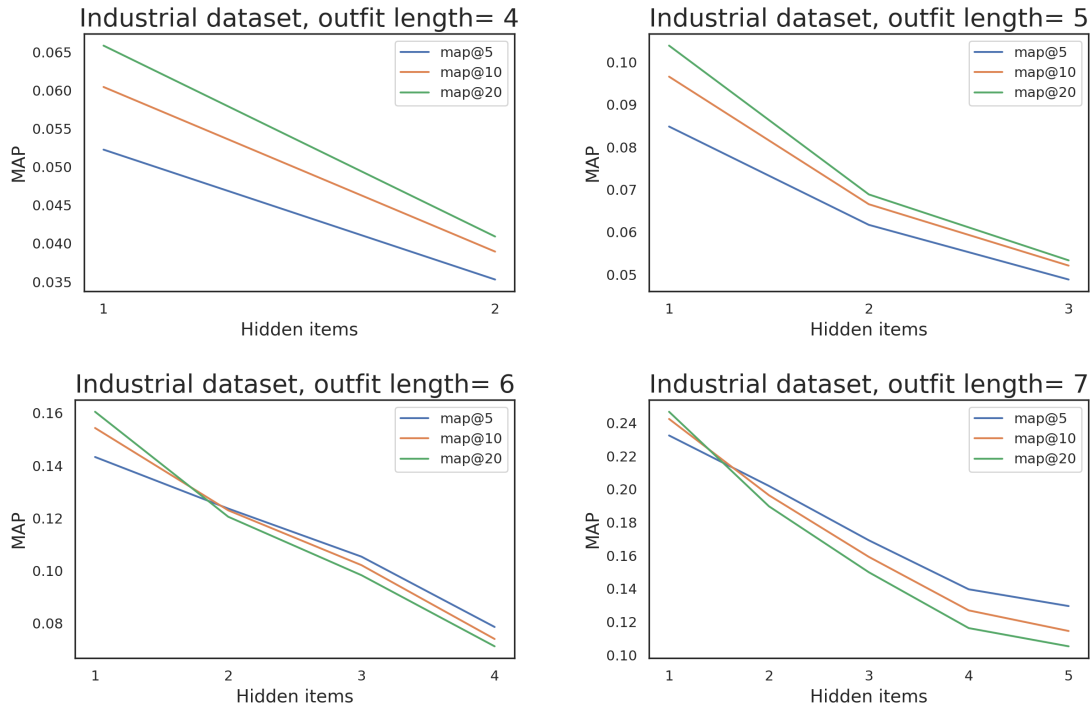 Industrial dataset, outfit length= 4
MAP
0.065
0.060
0.055
0.050
0.045
0.040
0.035
map@5
map@10
map@20
1 2
Hidden items
Industrial dataset, outfit length= 5
MAP
0.10
0.09
0.08
0.07
0.06
0.05
map@5
map@10
map@20
1 2 3
Hidden items
Industrial dataset, outfit length= 6
MAP
0.16
0.14
0.12
0.10
0.08
map@5
map@10
map@20
1 2 3 4
Hidden items
Industrial dataset, outfit length= 7
MAP
0.24
0.22
0.20
0.18
0.16
0.14
0.12
0.10
map@5
map@10
map@20
1 2 3 4 5
Hidden items